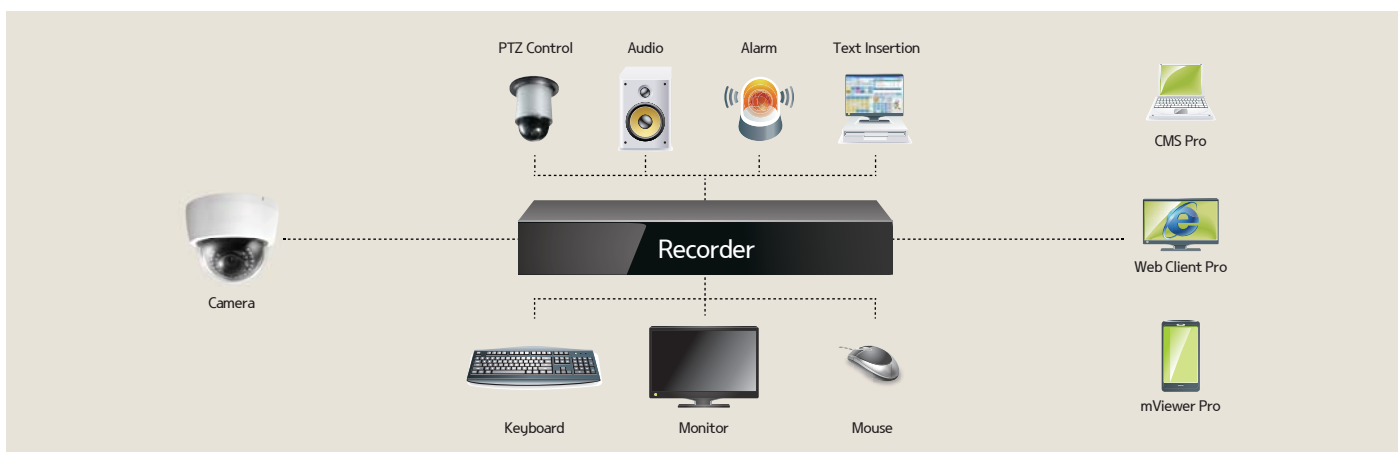 PTZ Control
Audio
Alarm
Text Insertion
CMS Pro
Camera
Recorder
Web Client Pro
Keyboard
Monitor
Mouse
mViewer Pro